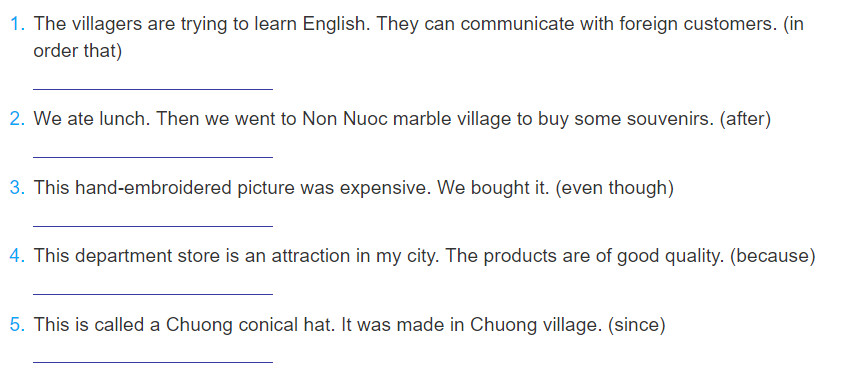 1. The villagers are trying to learn English. They can communicate with foreign customers. (in
order that)
2. We ate lunch. Then we went to Non Nuoc marble village to buy some souvenirs. (after)
3. This hand-embroidered picture was expensive. We bought it. (even though)
4. This department store is an attraction in my city. The products are of good quality. (because)
5. This is called a Chuong conical hat. It was made in Chuong village. (since)